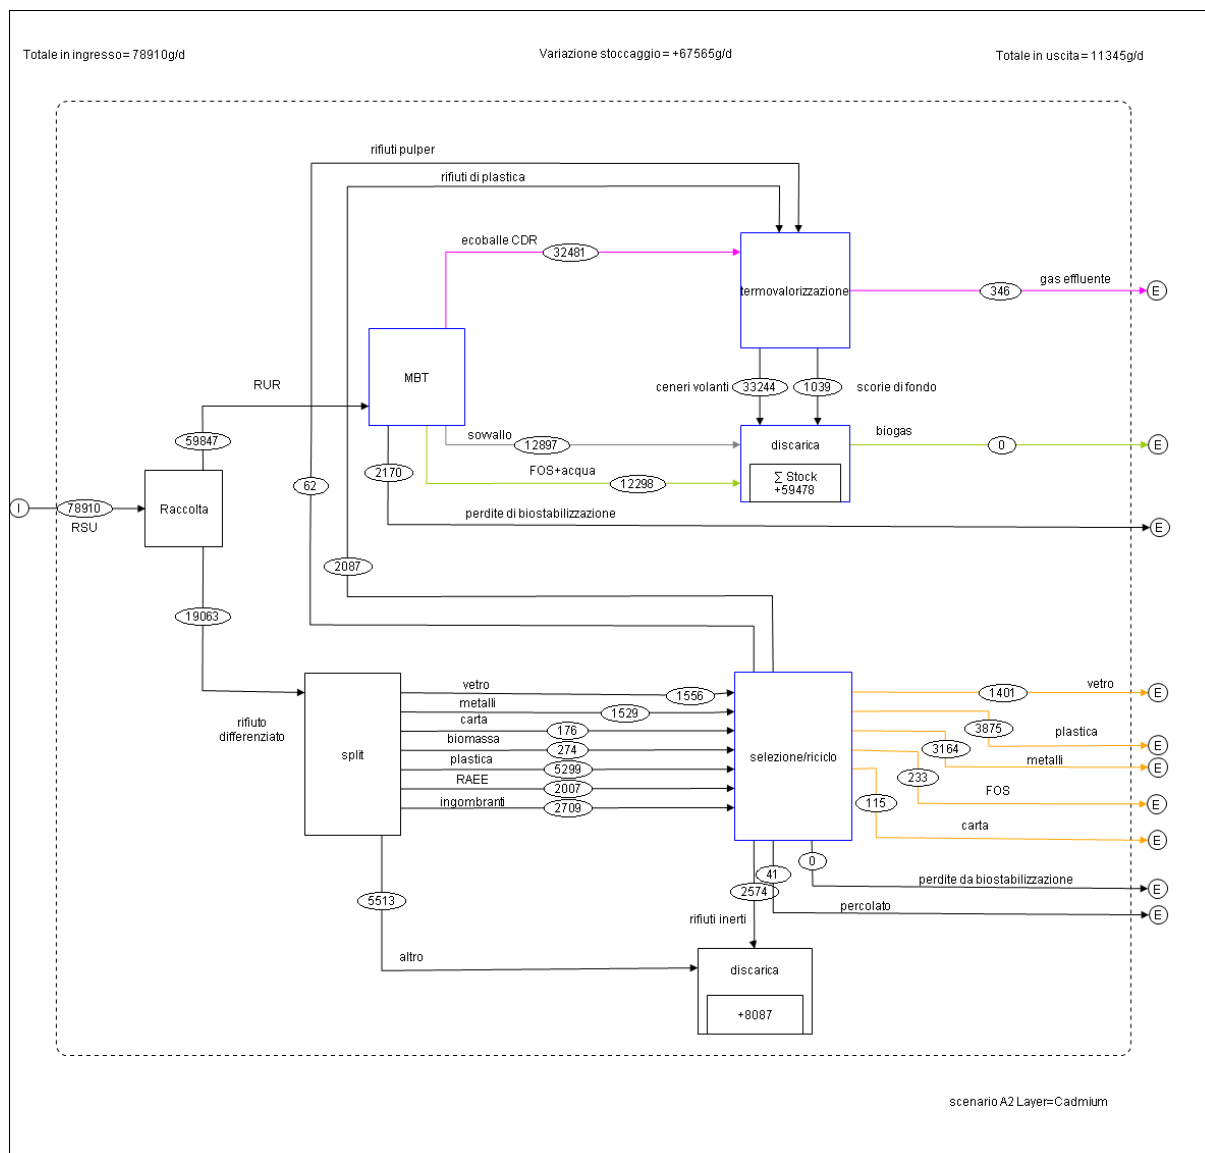 Totale in ingresso= 78910g/d
Variazione stoccaggio = +67565g/d
Totale in uscita= 11345g/d
rifiuti pulper
rifiuti di plastica
ecoballe CDR
32481
termovalorizzazione
gas effluente
346
E
MBT
RUR
ceneri volanti
33244
1039
scorie di fondo
59847
sovvallo
12897
discarica
biogas
0
E
2170
FOS+acqua
12298
∑ Stock
+59478
62
I
78910
RSU
Raccolta
perdite di biostabilizzazione
E
2087
19063
vetro
1556
1401
vetro
E
metalli
1529
3875
plastica
E
carta
176
3164
metalli
E
biomassa
274
233
FOS
E
plastica
5299
115
carta
E
RAEE
2007
ingombranti
2709
rifiuto
differenziato
split
selezione/riciclo
0
perdite da biostabilizzazione
E
41
percolato
E
2574
5513
rifiuti inerti
altro
discarica
+8087
scenario A2 Layer=Cadmium